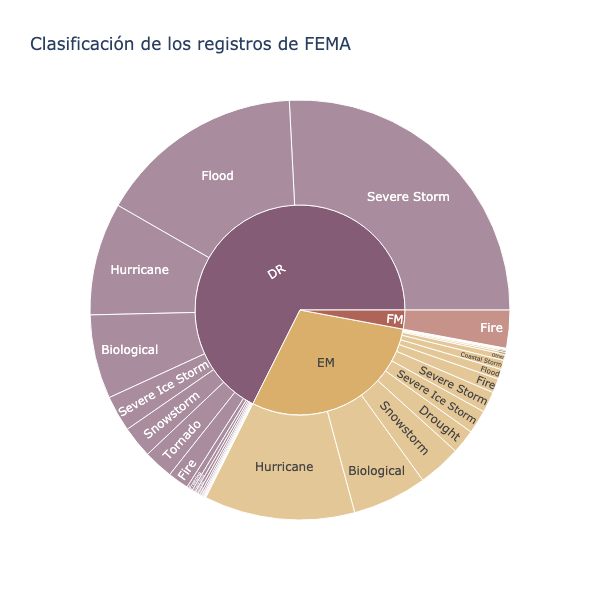 Clasificación de los registros de FEMA
Severe Storm
Flood
Hurricane
DR
Biological
Severe Ice Storm
Snowstorm
Tornado
Fire
FM
Fire
EM
Other
Coastal Storm
Flood
Fire
Severe Storm
Severe Ice Storm
Drought
Snowstorm
Biological
Hurricane